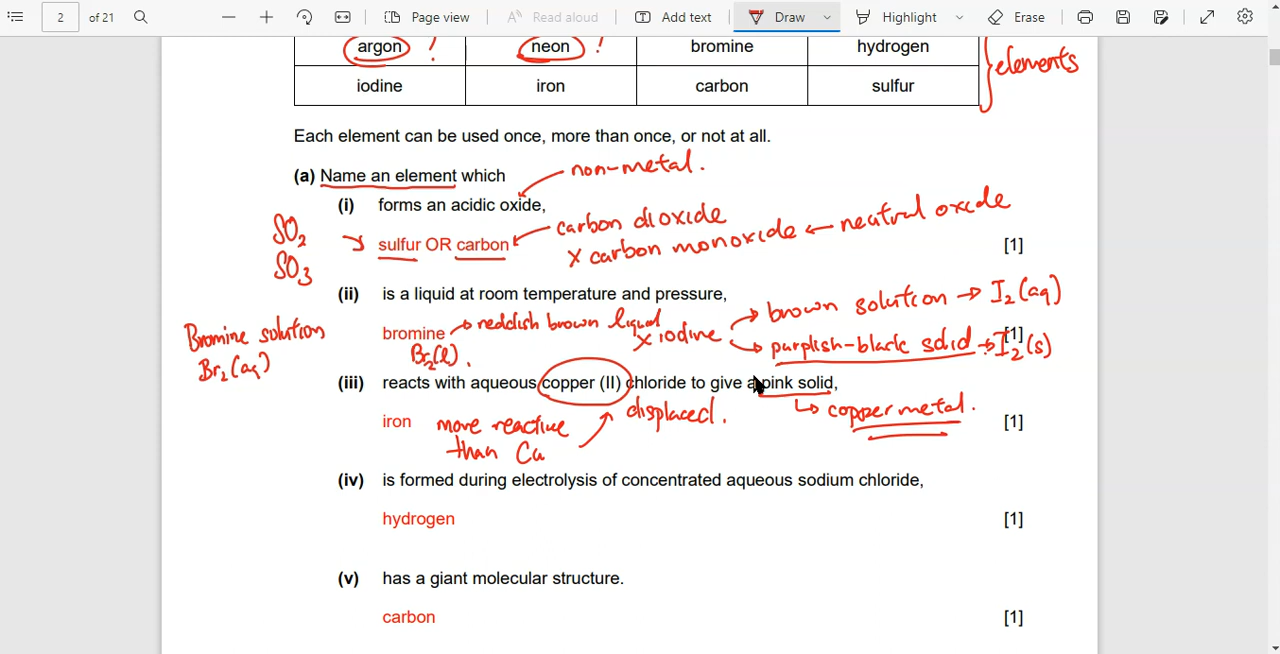 2 of 21 Page view Read aloud Add text Draw Highlight Erase
argon ! neon ! bromine hydrogen
iodine iron carbon sulfur
elements
Each element can be used once, more than once, or not at all.
(a) Name an element which
non-metal.
(i) forms an acidic oxide,
SO2
SO3
sulfur OR carbon
carbon dioxide
x carbon monoxide ← neutral oxide
[1]
(ii) is a liquid at room temperature and pressure,
bromine → reddish brown liquid
Br2(l).
Bromine solution
Br2(aq)
x iodine
brown solution → I2(aq)
purplish-black solid → I2(s)
[1]
(iii) reacts with aqueous copper (II) chloride to give a pink solid,
copper metal.
displaced.
iron more reactive
than Cu
[1]
(iv) is formed during electrolysis of concentrated aqueous sodium chloride,
hydrogen [1]
(v) has a giant molecular structure.
carbon [1]